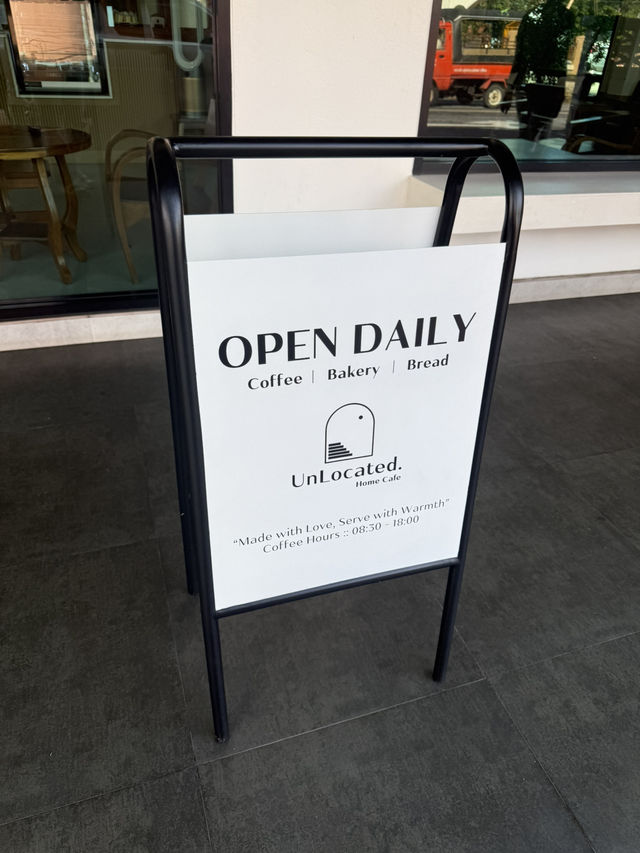 OPEN DAILY
Coffee | Bakery | Bread
UnLocated.
Home Cafe
“Made with Love, Serve with Warmth”
Coffee Hours :: 08:30 - 18:00